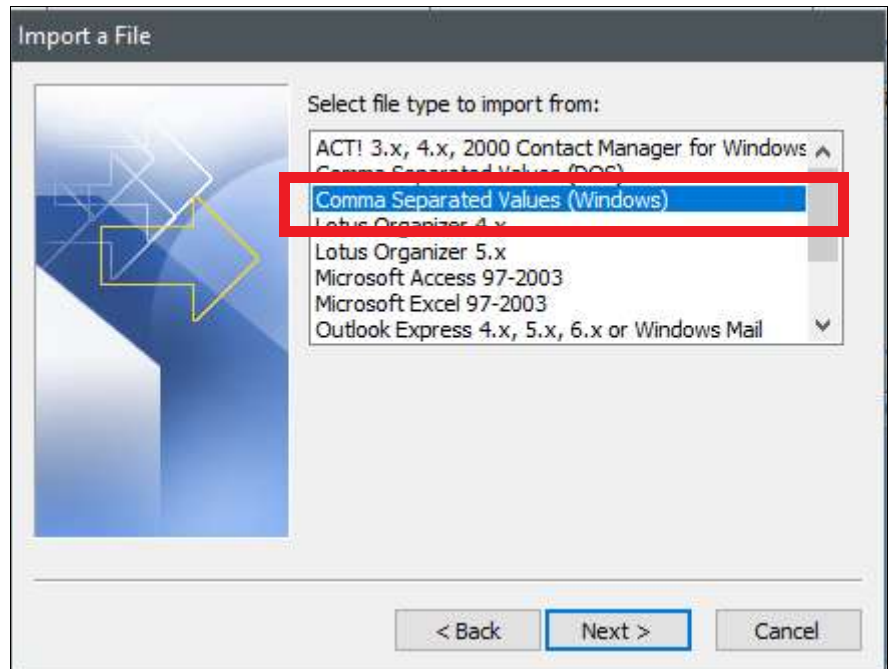 Import a File
Select file type to import from:
ACT! 3.x, 4.x, 2000 Contact Manager for Windows
Comma Separated Values (DOS)
Comma Separated Values (Windows)
Lotus Organizer 4.x
Lotus Organizer 5.x
Microsoft Access 97-2003
Microsoft Excel 97-2003
Outlook Express 4.x, 5.x, 6.x or Windows Mail
< Back Next > Cancel